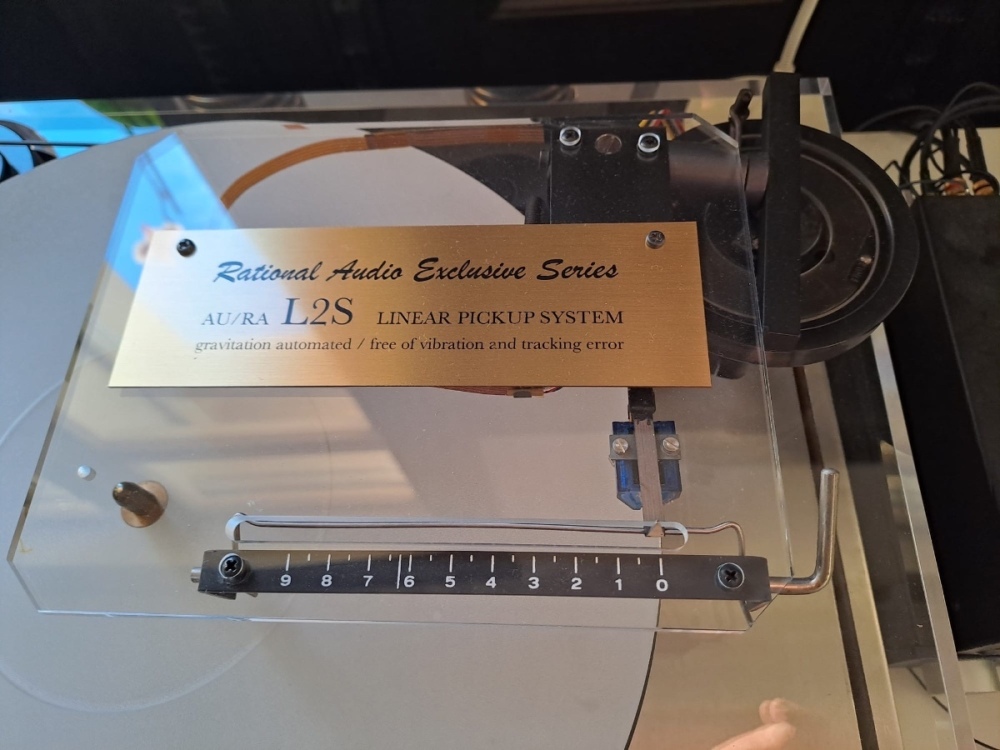 Rational Audio Exclusive Series
AU/RA L2S LINEAR PICKUP SYSTEM
gravitation automated / free of vibration and tracking error
9 8 7 6 5 4 3 2 1 0